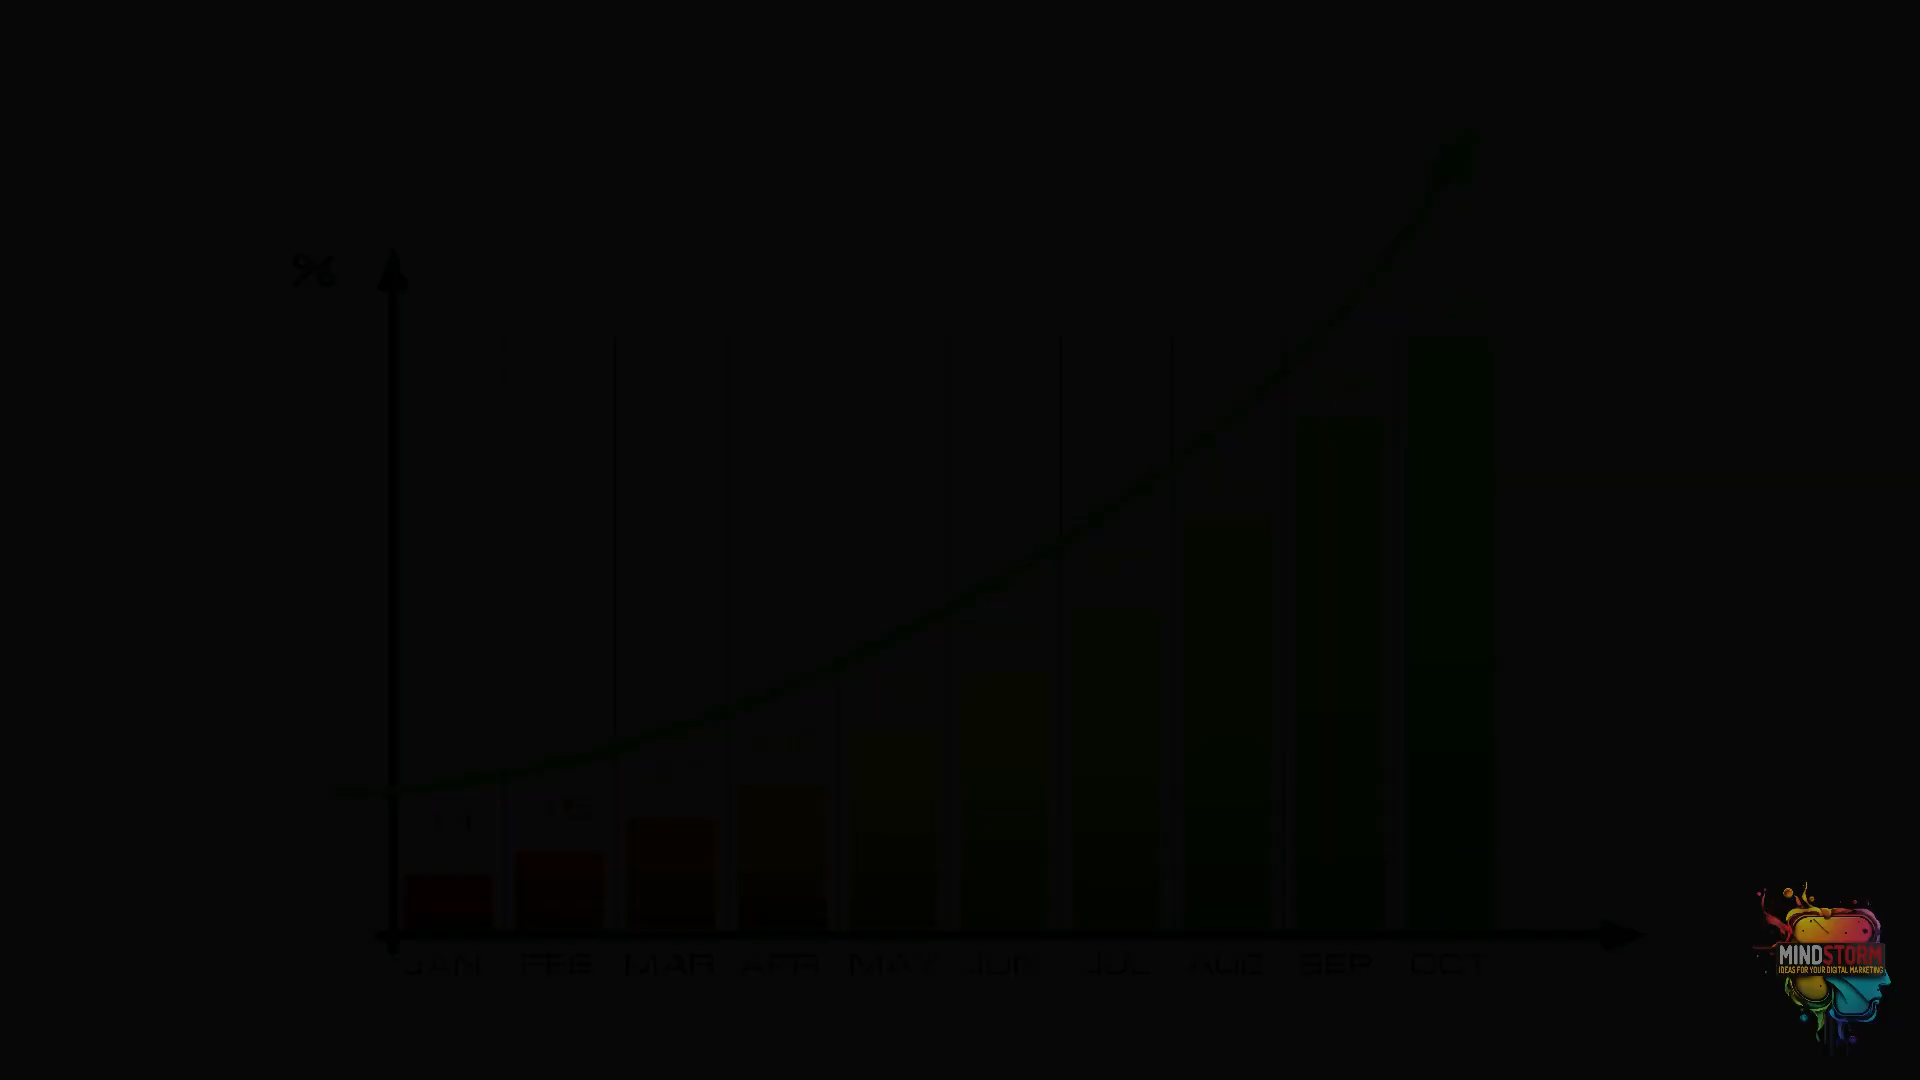 %
JAN FEB MAR APR MAY JUN JUL AUG SEP OCT
MINDSTORM
IDEAS FOR YOUR DIGITAL MARKETING